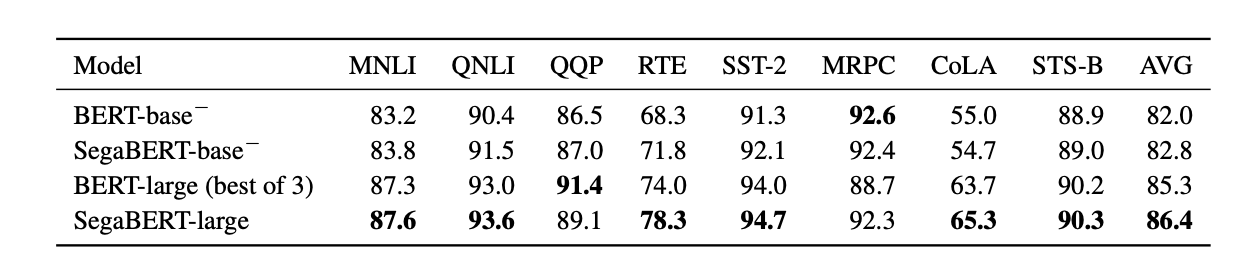 Model MNLI QNLI QQP RTE SST-2 MRPC CoLA STS-B AVG
BERT-base⁻ 83.2 90.4 86.5 68.3 91.3 92.6 55.0 88.9 82.0
SegaBERT-base⁻ 83.8 91.5 87.0 71.8 92.1 92.4 54.7 89.0 82.8
BERT-large (best of 3) 87.3 93.0 91.4 74.0 94.0 88.7 63.7 90.2 85.3
SegaBERT-large 87.6 93.6 89.1 78.3 94.7 92.3 65.3 90.3 86.4